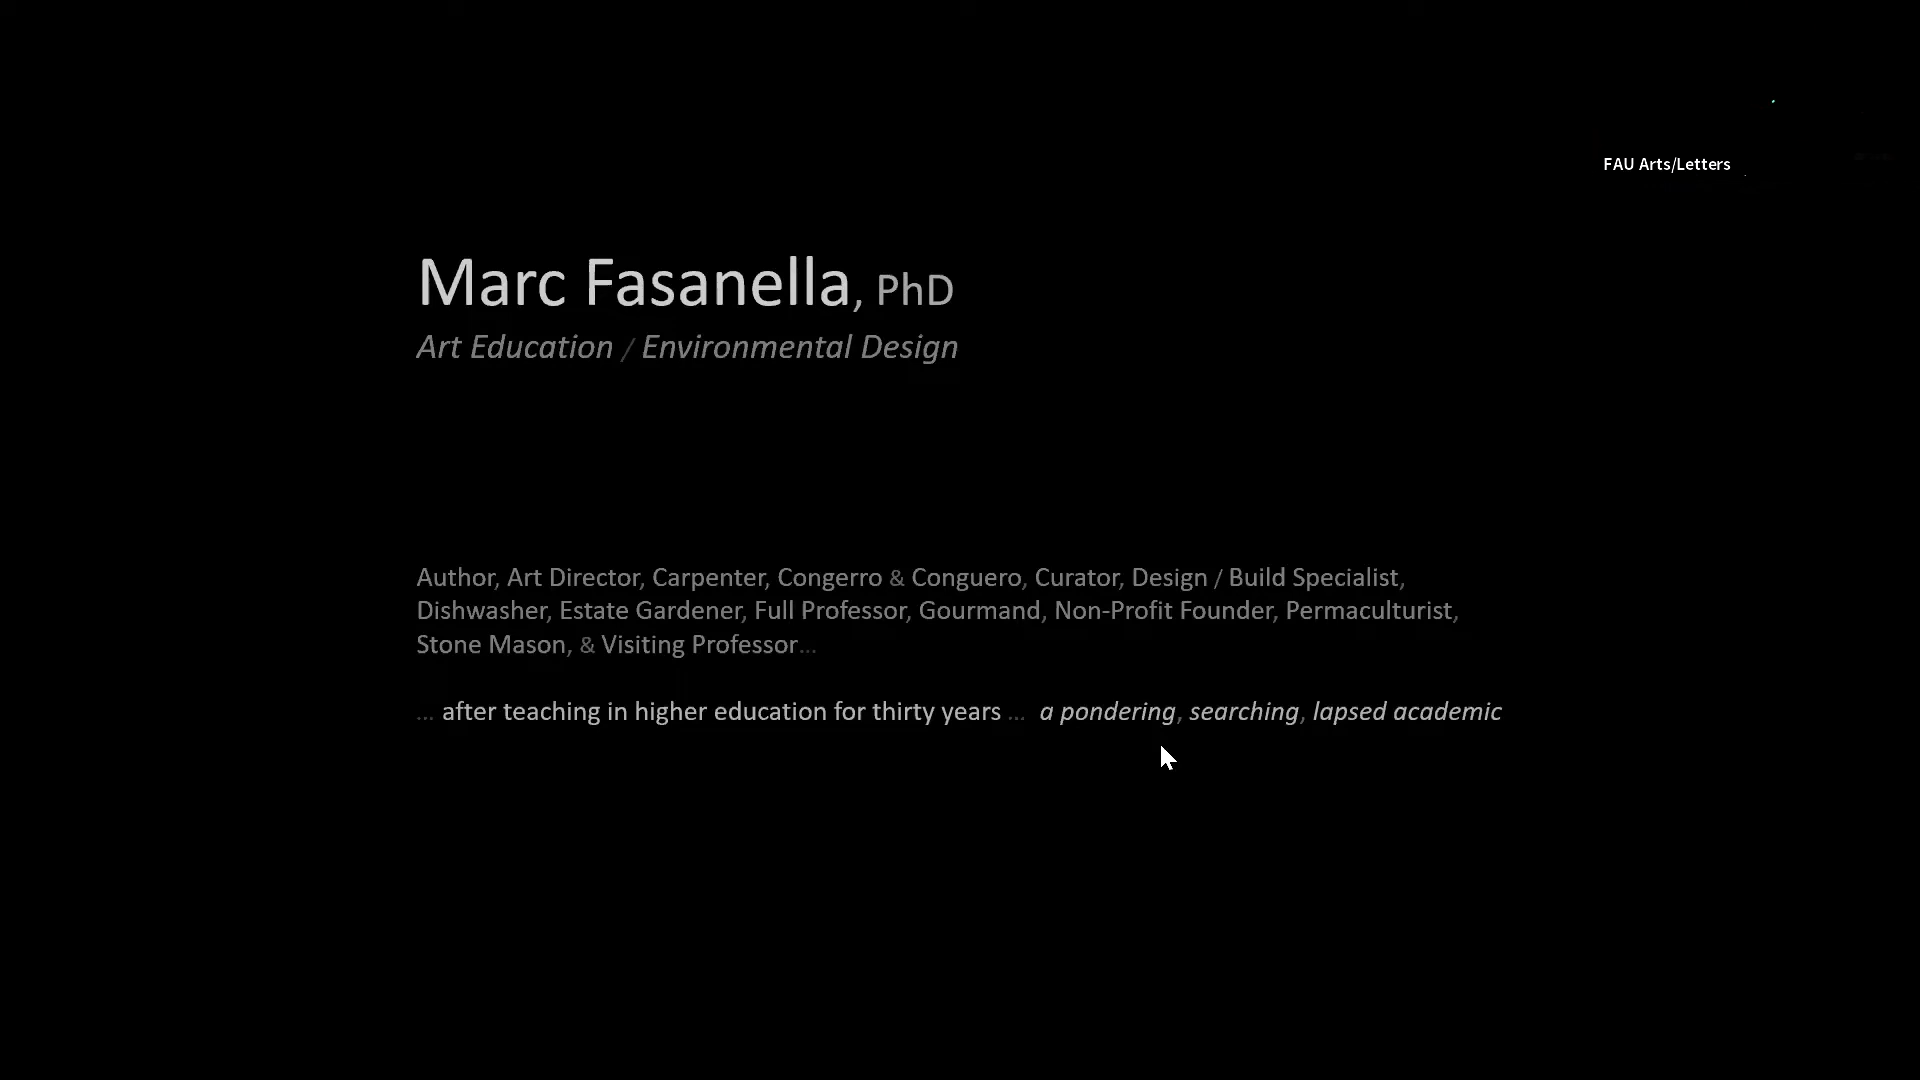 FAU Arts/Letters
Marc Fasanella, PhD
Art Education / Environmental Design
Author, Art Director, Carpenter, Congerro & Conguero, Curator, Design / Build Specialist,
Dishwasher, Estate Gardener, Full Professor, Gourmand, Non-Profit Founder, Permaculturist,
Stone Mason, & Visiting Professor...
... after teaching in higher education for thirty years ... a pondering, searching, lapsed academic